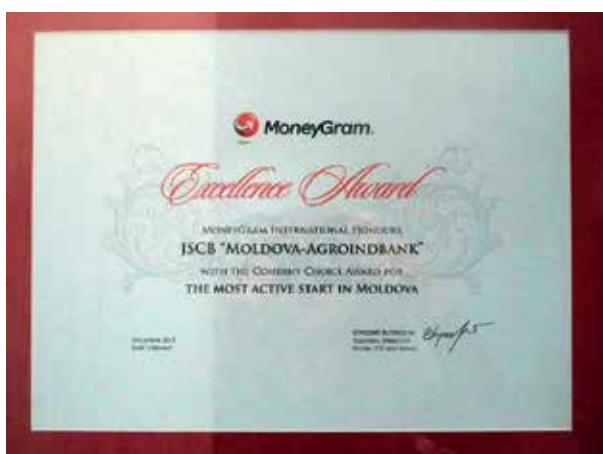 MoneyGram.
Excellence Award
MONEYGRAM INTERNATIONAL HONOURS
JSCB "MOLDOVA-AGROINDBANK"
WITH THE COMPANY CHOICE AWARD FOR
THE MOST ACTIVE START IN MOLDOVA